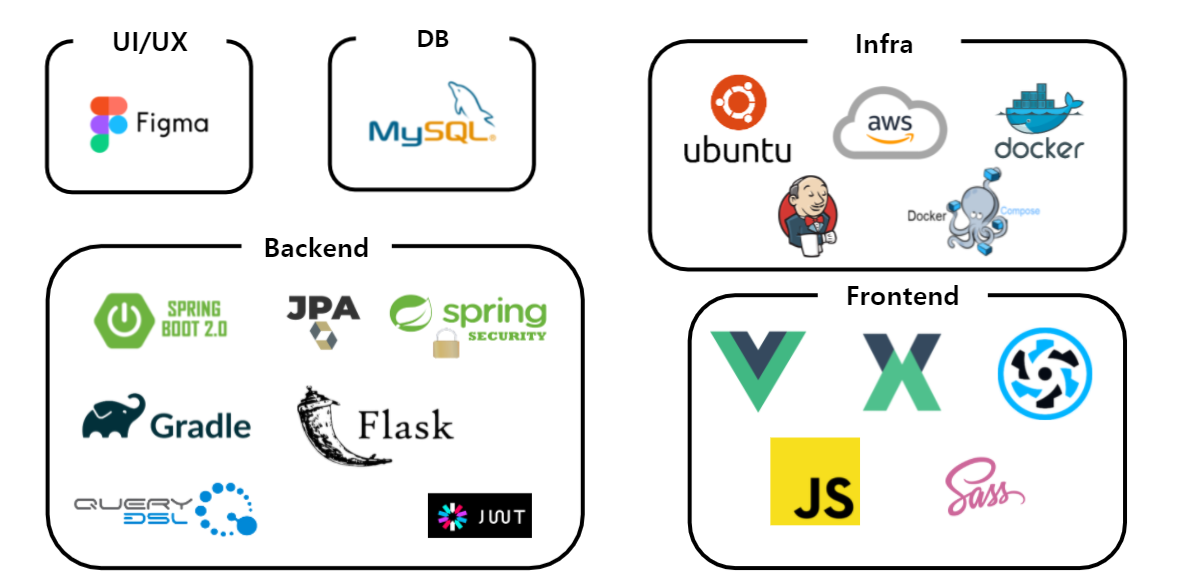 UI/UX
Figma
DB
MySQL®
Infra
ubuntu
aws
docker
Docker
Compose
Backend
SPRING
BOOT 2.0
JPA
spring
SECURITY
Gradle
Flask
QUERY
DSL
JWT
Frontend
JS
Sass